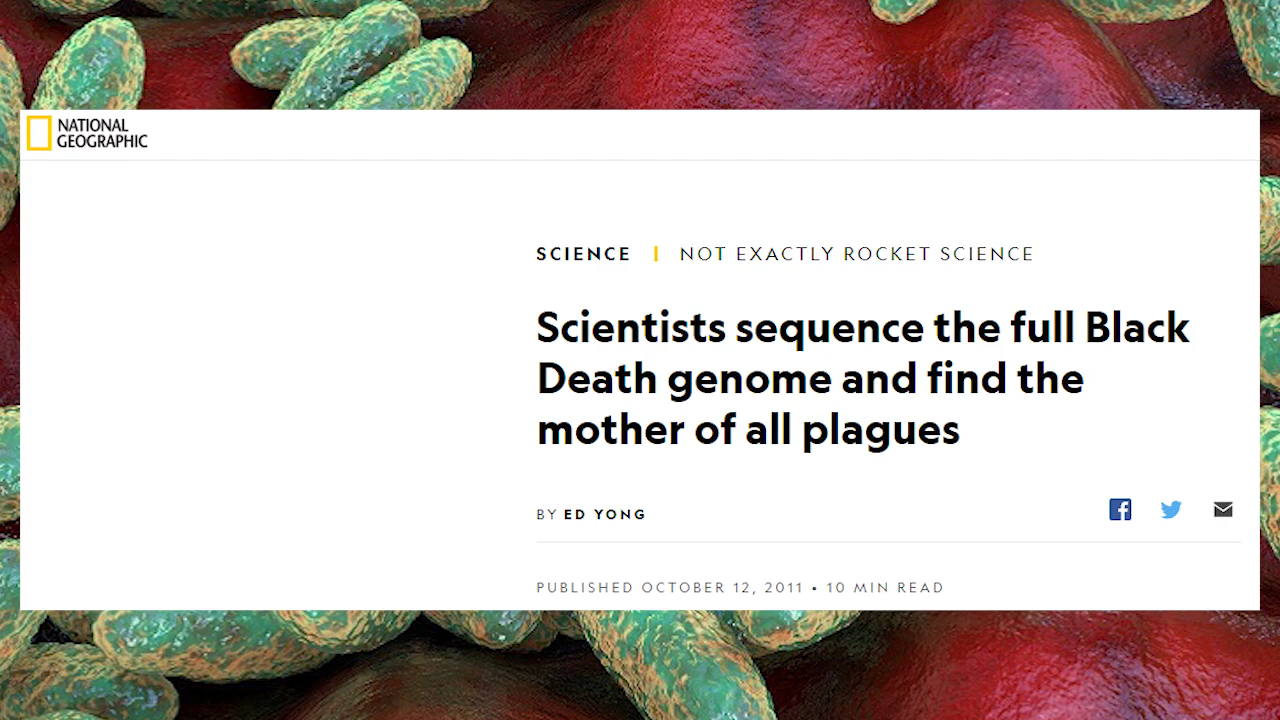 NATIONAL
GEOGRAPHIC
SCIENCE | NOT EXACTLY ROCKET SCIENCE
Scientists sequence the full Black
Death genome and find the
mother of all plagues
BY ED YONG
PUBLISHED OCTOBER 12, 2011 • 10 MIN READ